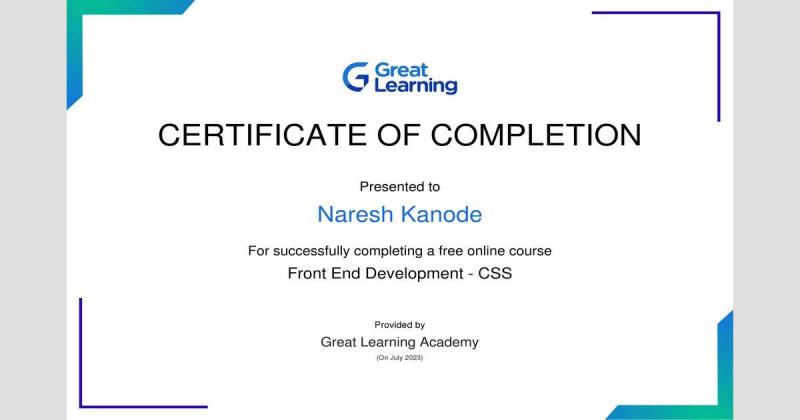 Great
Learning
CERTIFICATE OF COMPLETION
Presented to
Naresh Kanode
For successfully completing a free online course
Front End Development - CSS
Provided by
Great Learning Academy
(On July 2023)